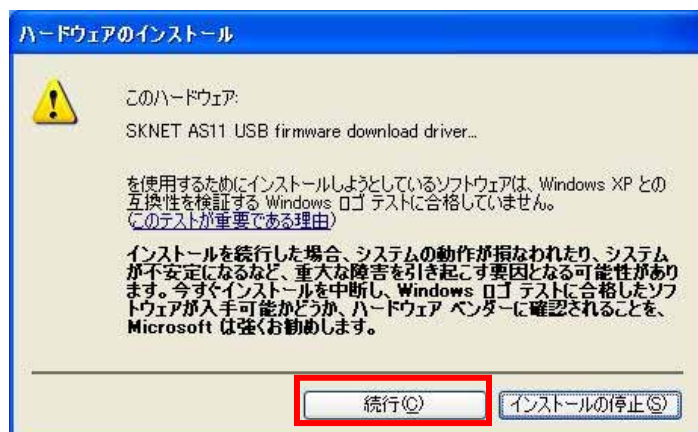 ハードウェアのインストール
このハードウェア:
SKNET AS11 USB firmware download driver...
を使用するためにインストールしようとしているソフトウェアは、Windows XP との
互換性を検証する Windows ロゴ テストに合格していません。
(このテストが重要である理由)
インストールを続行した場合、システムの動作が損なわれたり、システム
が不安定になるなど、重大な障害を引き起こす要因となる可能性があり
ます。今すぐインストールを中断し、Windows ロゴ テストに合格したソフ
トウェアが入手可能かどうか、ハードウェア ベンダーに確認されることを、
Microsoft は強くお勧めします。
続行(C) インストールの停止(S)